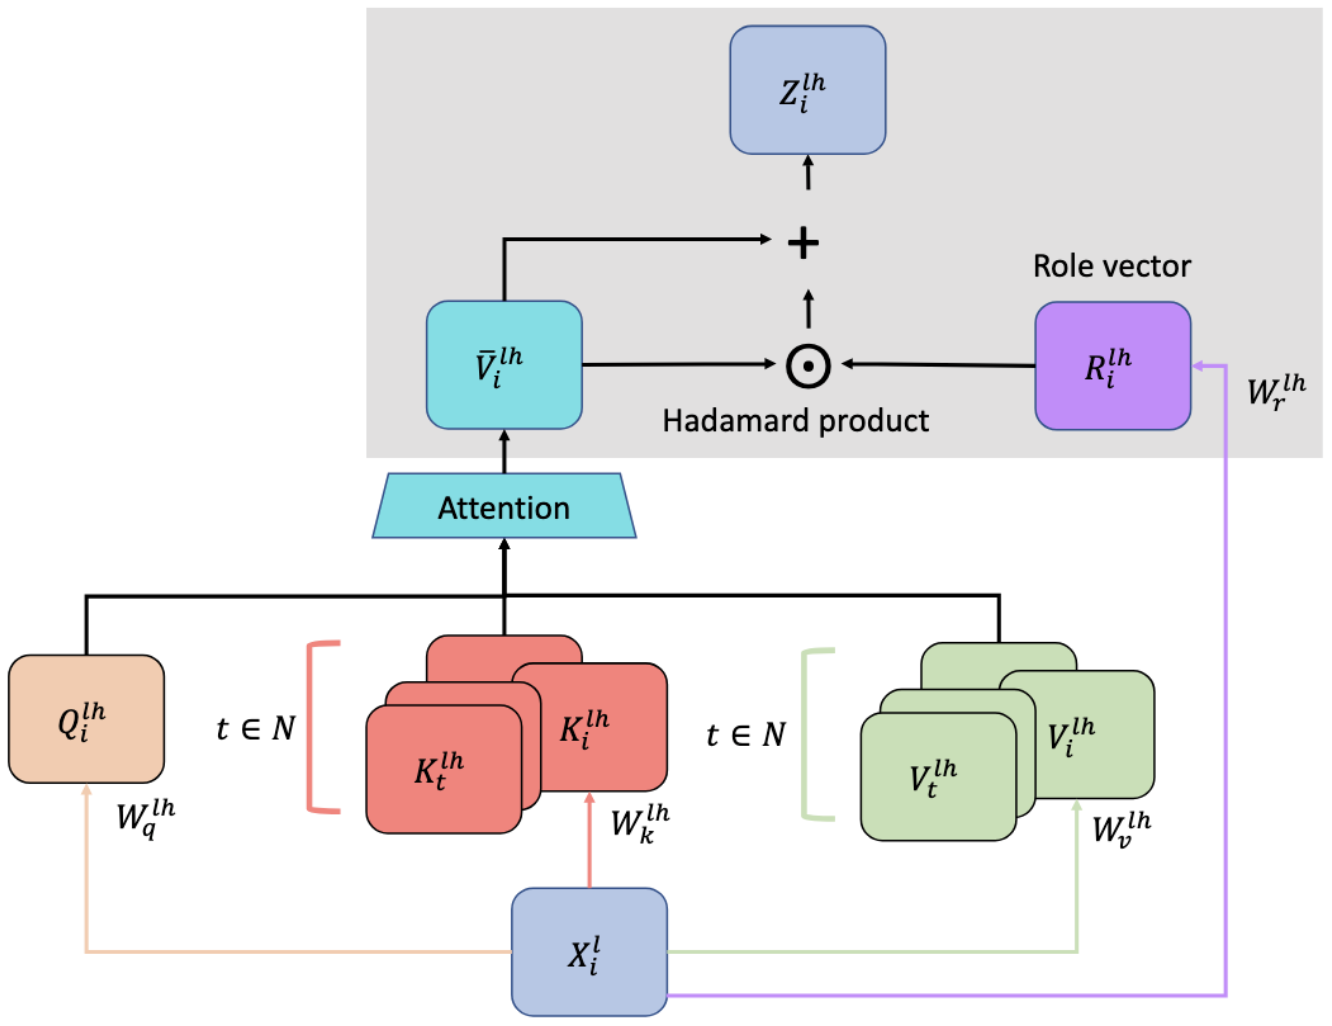 $Z_i^{lh}$
Role vector
$\bar{V}_i^{lh}$
$R_i^{lh}$
$W_r^{lh}$
Hadamard product
Attention
$Q_i^{lh}$
$t \in N$
$K_i^{lh}$
$K_t^{lh}$
$t \in N$
$V_i^{lh}$
$V_t^{lh}$
$W_q^{lh}$
$W_k^{lh}$
$W_v^{lh}$
$X_i^l$